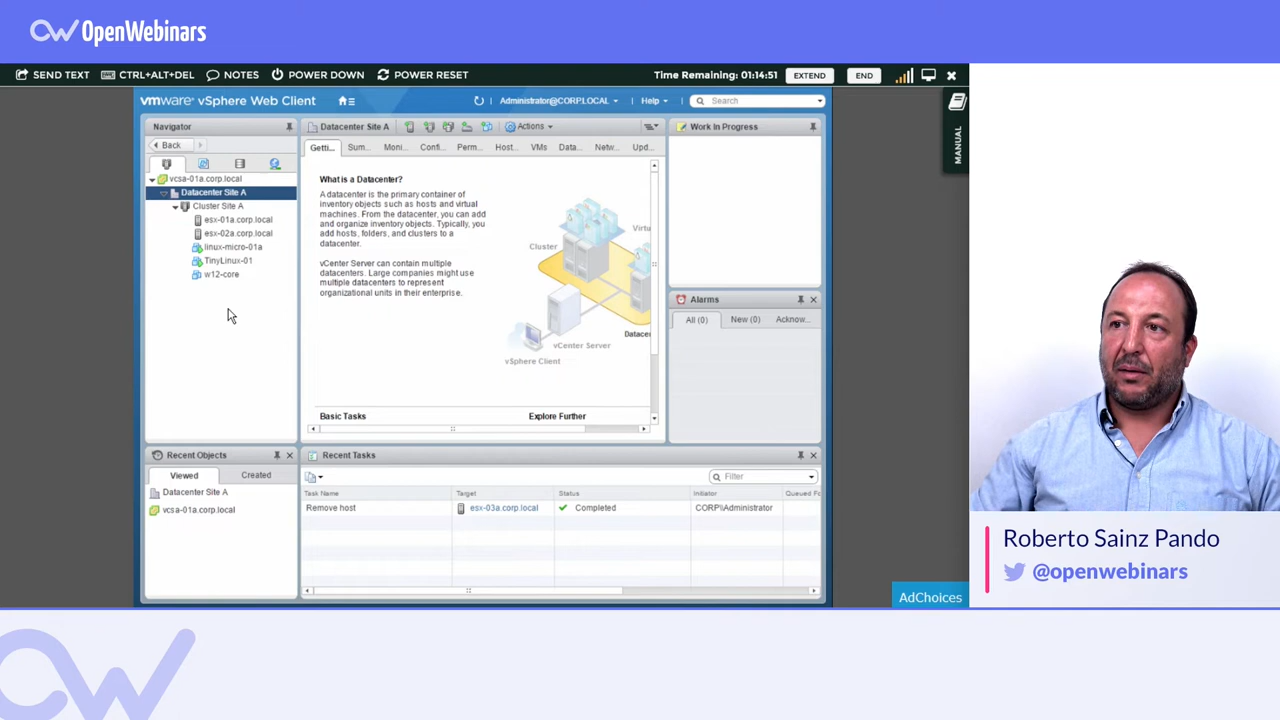 OpenWebinars
SEND TEXT
CTRL+ALT+DEL
NOTES
POWER DOWN
POWER RESET
Time Remaining: 01:14:51
EXTEND
END
vmware vSphere Web Client
Administrator@CORP.LOCAL
Help
Search
MANUAL
Navigator
Back
vcsa-01a.corp.local
Datacenter Site A
Cluster Site A
esx-01a.corp.local
esx-02a.corp.local
linux-micro-01a
TinyLinux-01
w12-core
Datacenter Site A
Actions
Getti...
Sum...
Moni...
Confi...
Perm...
Host...
VMs
Data...
Netw...
Upd...
What is a Datacenter?
A datacenter is the primary container of
inventory objects such as hosts and virtual
machines. From the datacenter, you can add
and organize inventory objects. Typically, you
add hosts, folders, and clusters to a
datacenter.
vCenter Server can contain multiple
datacenters. Large companies might use
multiple datacenters to represent
organizational units in their enterprise.
Cluster
Virtu
Datacen
vCenter Server
vSphere Client
Basic Tasks
Explore Further
Work In Progress
Alarms
All (0)
New (0)
Acknow...
Recent Objects
Viewed
Created
Datacenter Site A
vcsa-01a.corp.local
Recent Tasks
Filter
Task Name
Target
Status
Initiator
Queued Fo
Remove host
esx-03a.corp.local
Completed
CORP\Administrator
Roberto Sainz Pando
@openwebinars
AdChoices